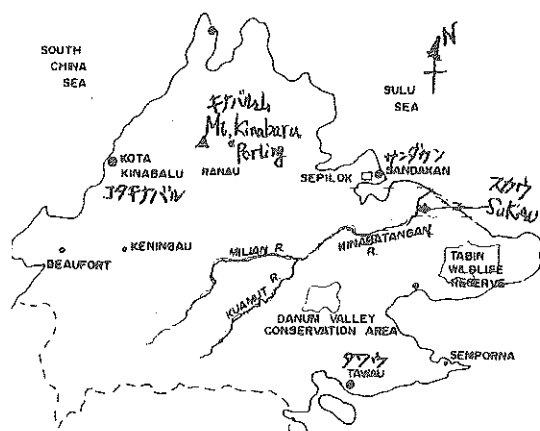 SOUTH
CHINA
SEA
N
SULU
SEA
キナバル山
Mt. Kinabaru
Poring
RANAU
KOTA
KINABALU
コタキナバル
サンダカン
SANDAKAN
SEPILOK
スカウ
Sukau
KENINGAU
BEAUFORT
MILIAN R.
KUAMUT R.
KINABATANGAN
R.
TABIN
WILDLIFE
RESERVE
DANUM VALLEY
CONSERVATION AREA
SEMPORNA
タワウ
TAWAU